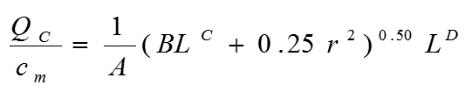 Q_C / c_m = 1 / A ( BL^C + 0.25 r^2 )^0.50 L^D